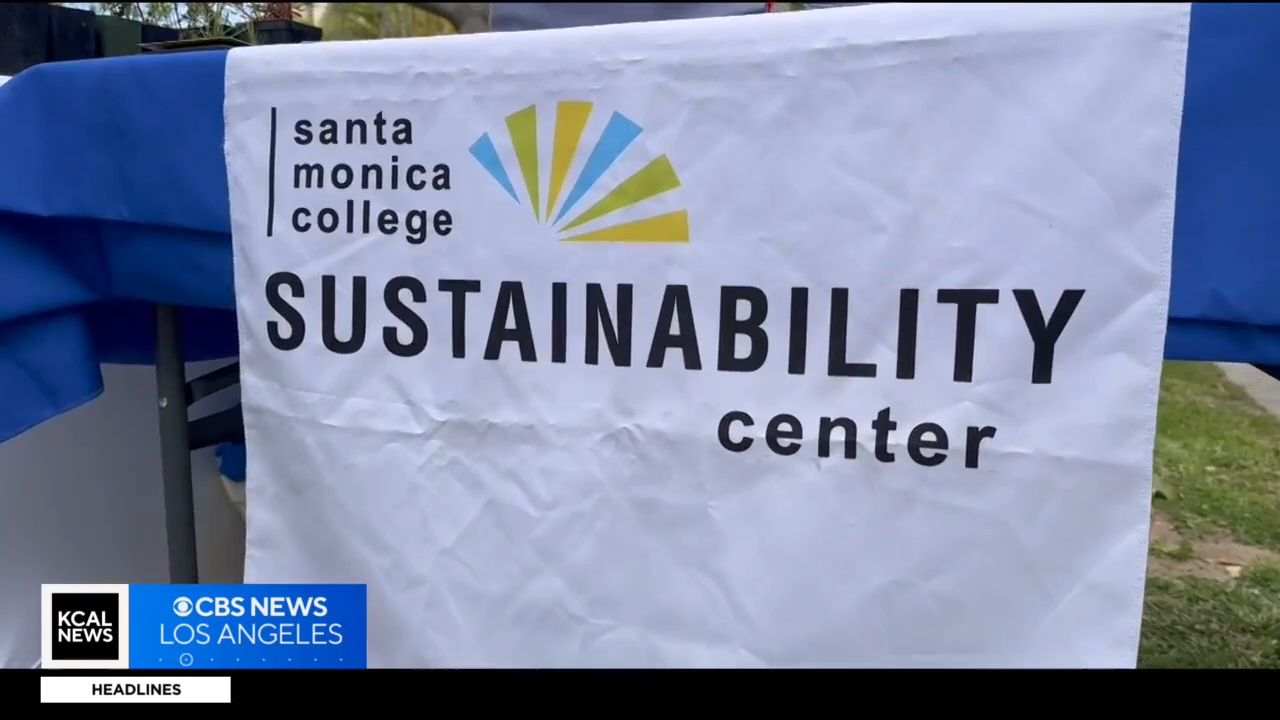 santa
monica
college
SUSTAINABILITY
center
KCAL
NEWS
CBS NEWS
LOS ANGELES
HEADLINES